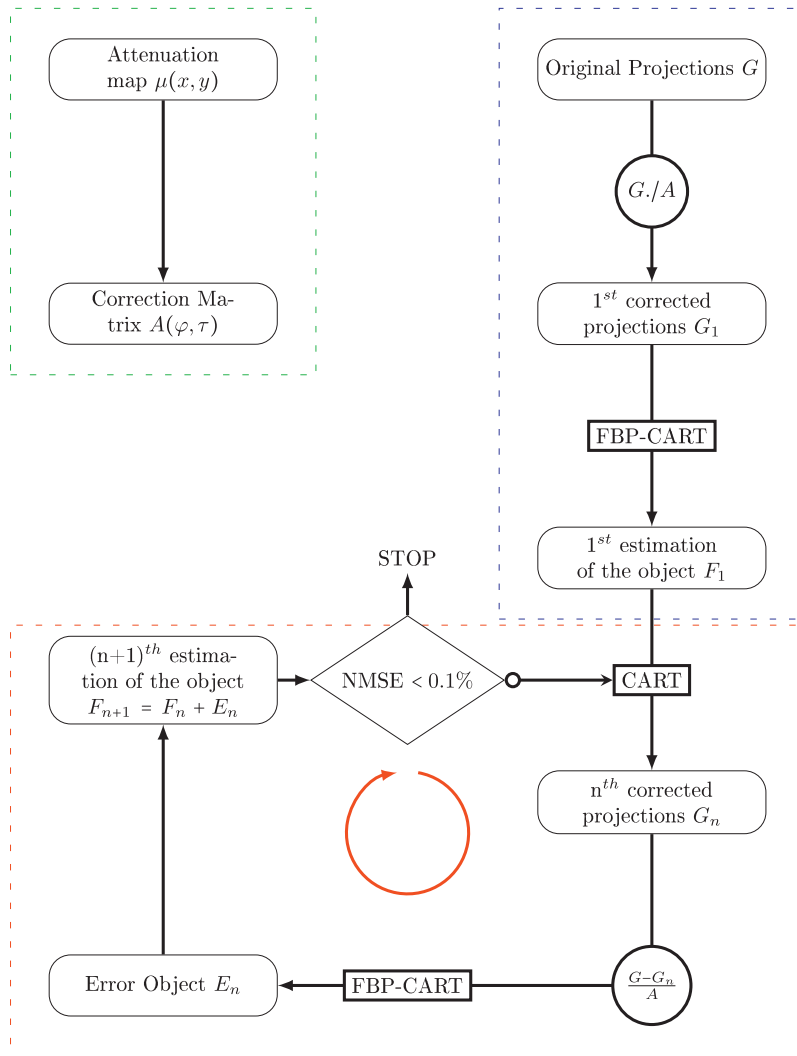 Attenuation
map μ(x, y)
Correction Ma-
trix A(φ, τ)
Original Projections G
G./A
1st corrected
projections G1
FBP-CART
1st estimation
of the object F1
STOP
(n+1)th estima-
tion of the object
Fn+1 = Fn + En
NMSE < 0.1%
CART
nth corrected
projections Gn
G−Gn
A
FBP-CART
Error Object En